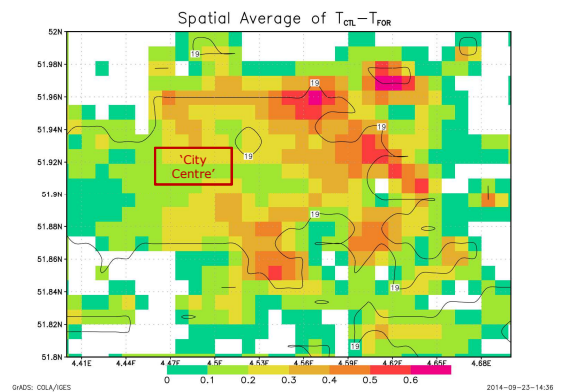 Spatial Average of T_CTL–T_FOR
52N
51.98N
51.96N
51.94N
51.92N
51.9N
51.88N
51.86N
51.84N
51.82N
51.8N
19
19
19
19
19
19
19
'City
Centre'
4.41E 4.44E 4.47E 4.5E 4.53E 4.56E 4.59E 4.62E 4.65E 4.68E
0 0.1 0.2 0.3 0.4 0.5 0.6
GrADS: COLA/IGES
2014-09-23-14:36